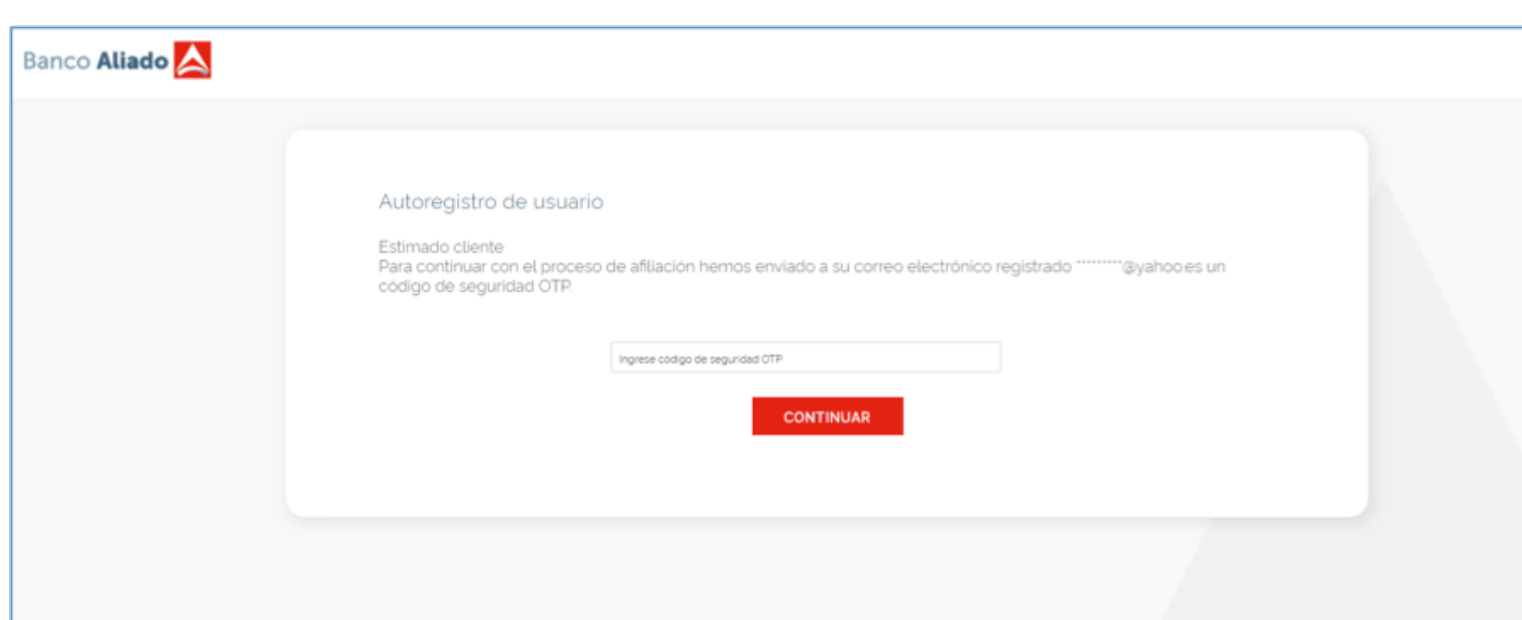 Banco Aliado
Autoregistro de usuario
Estimado cliente
Para continuar con el proceso de afiliación hemos enviado a su correo electrónico registrado *********@yahoo.es un
código de seguridad OTP.
Ingrese código de seguridad OTP
CONTINUAR